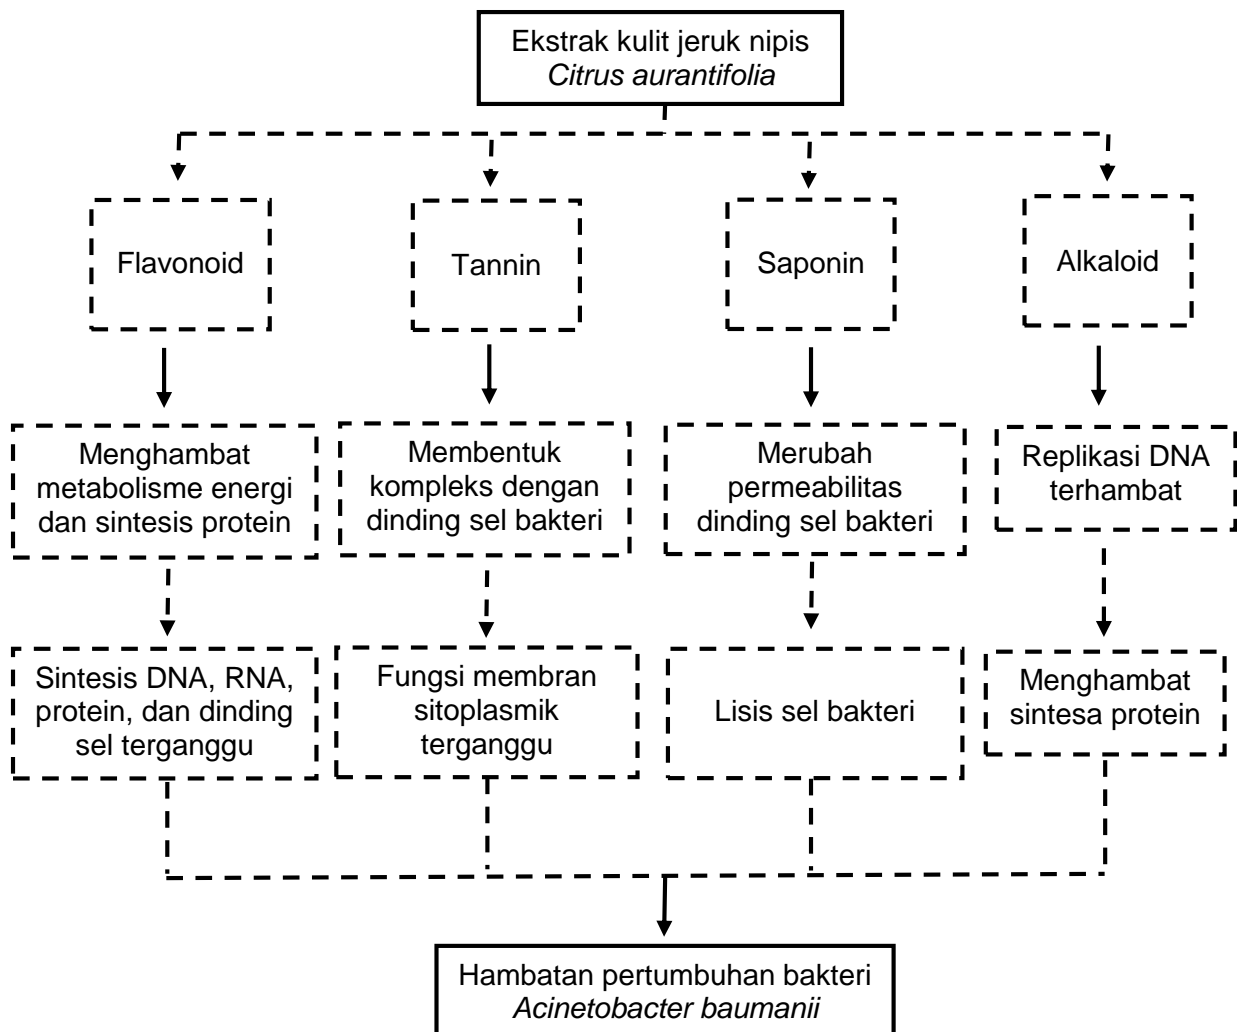 Ekstrak kulit jeruk nipis
Citrus aurantifolia
Flavonoid
Tannin
Saponin
Alkaloid
Menghambat
metabolisme energi
dan sintesis protein
Membentuk
kompleks dengan
dinding sel bakteri
Merubah
permeabilitas
dinding sel bakteri
Replikasi DNA
terhambat
Sintesis DNA, RNA,
protein, dan dinding
sel terganggu
Fungsi membran
sitoplasmik
terganggu
Lisis sel bakteri
Menghambat
sintesa protein
Hambatan pertumbuhan bakteri
Acinetobacter baumanii